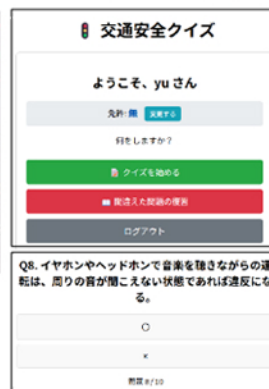 交通安全クイズ
ようこそ、yu さん
免許: 無 変更する
何をしますか?
クイズを始める
間違えた問題の復習
ログアウト
Q8. イヤホンやヘッドホンで音楽を聴きながらの運
転は、周りの音が聞こえない状態であれば違反にな
る。
○
×
問題 8/10